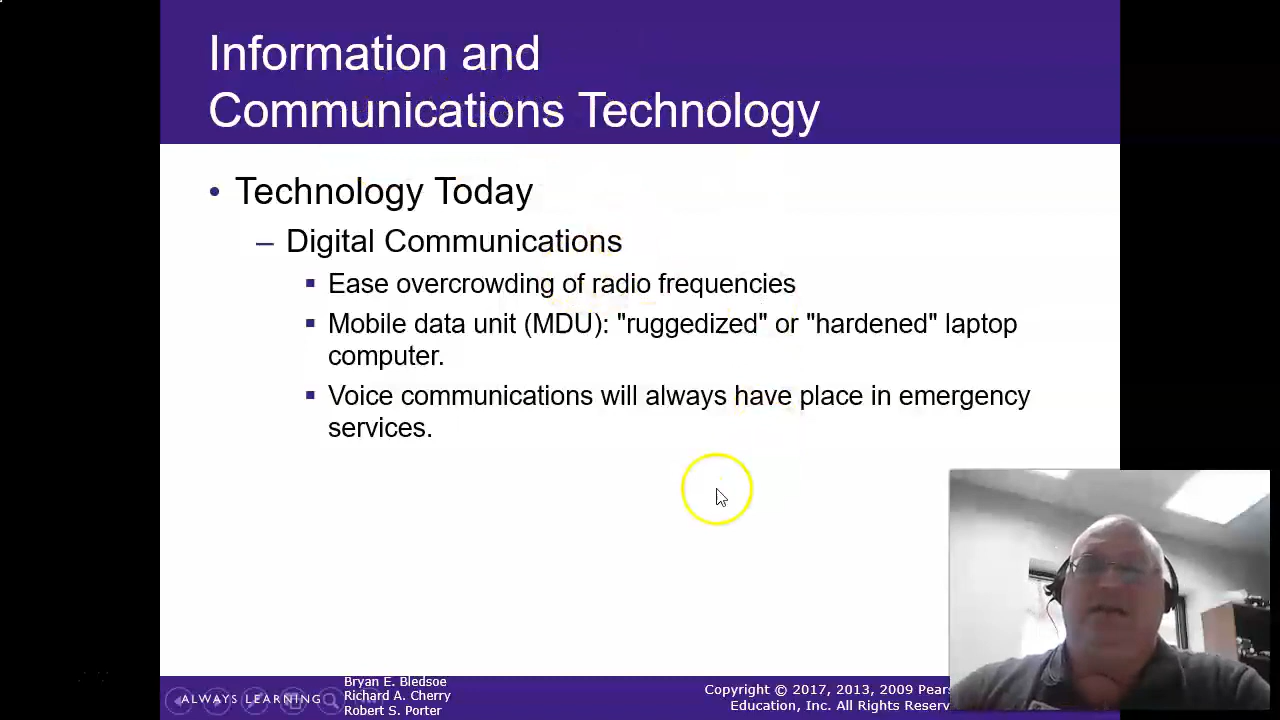 Information and
Communications Technology
• Technology Today
– Digital Communications
▪ Ease overcrowding of radio frequencies
▪ Mobile data unit (MDU): "ruggedized" or "hardened" laptop
computer.
▪ Voice communications will always have place in emergency
services.
ALWAYS LEARNING
Bryan E. Bledsoe
Richard A. Cherry
Robert S. Porter
Copyright © 2017, 2013, 2009
Education, Inc. All Rights